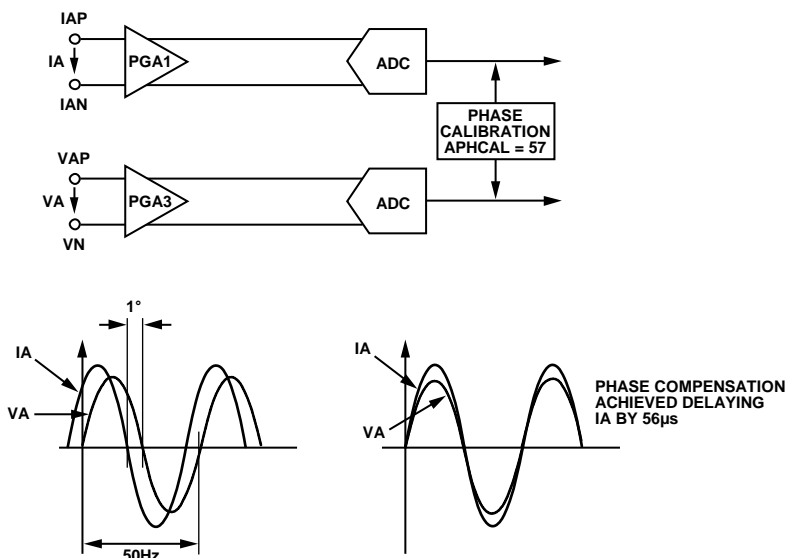 IAP
IA
PGA1
IAN
ADC
PHASE
CALIBRATION
APHCAL = 57
VAP
VA
PGA3
VN
ADC
1°
IA
VA
50Hz
IA
VA
PHASE COMPENSATION
ACHIEVED DELAYING
IA BY 56µs